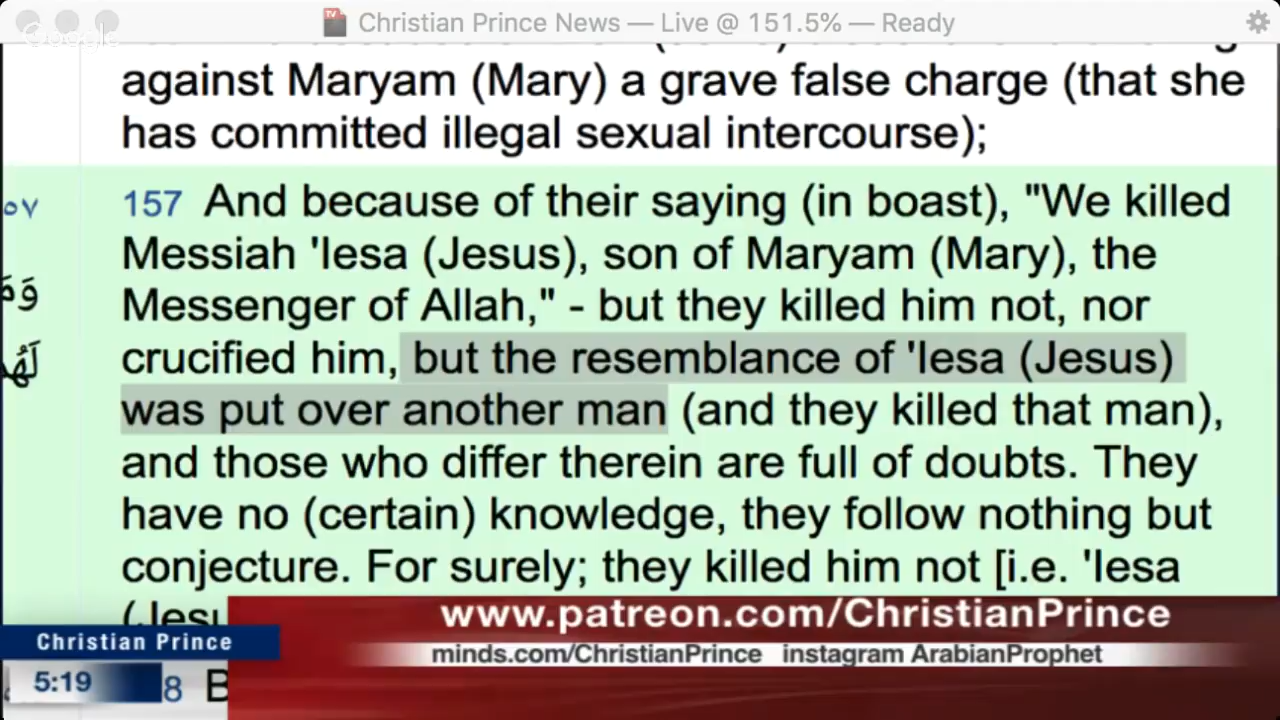 Christian Prince News — Live @ 151.5% — Ready
Google
against Maryam (Mary) a grave false charge (that she
has committed illegal sexual intercourse);
157 And because of their saying (in boast), "We killed
Messiah 'Iesa (Jesus), son of Maryam (Mary), the
Messenger of Allah," - but they killed him not, nor
crucified him, but the resemblance of 'Iesa (Jesus)
was put over another man (and they killed that man),
and those who differ therein are full of doubts. They
have no (certain) knowledge, they follow nothing but
conjecture. For surely; they killed him not [i.e. 'Iesa
www.patreon.com/ChristianPrince
Christian Prince
minds.com/ChristianPrince instagram ArabianProphet
5:19